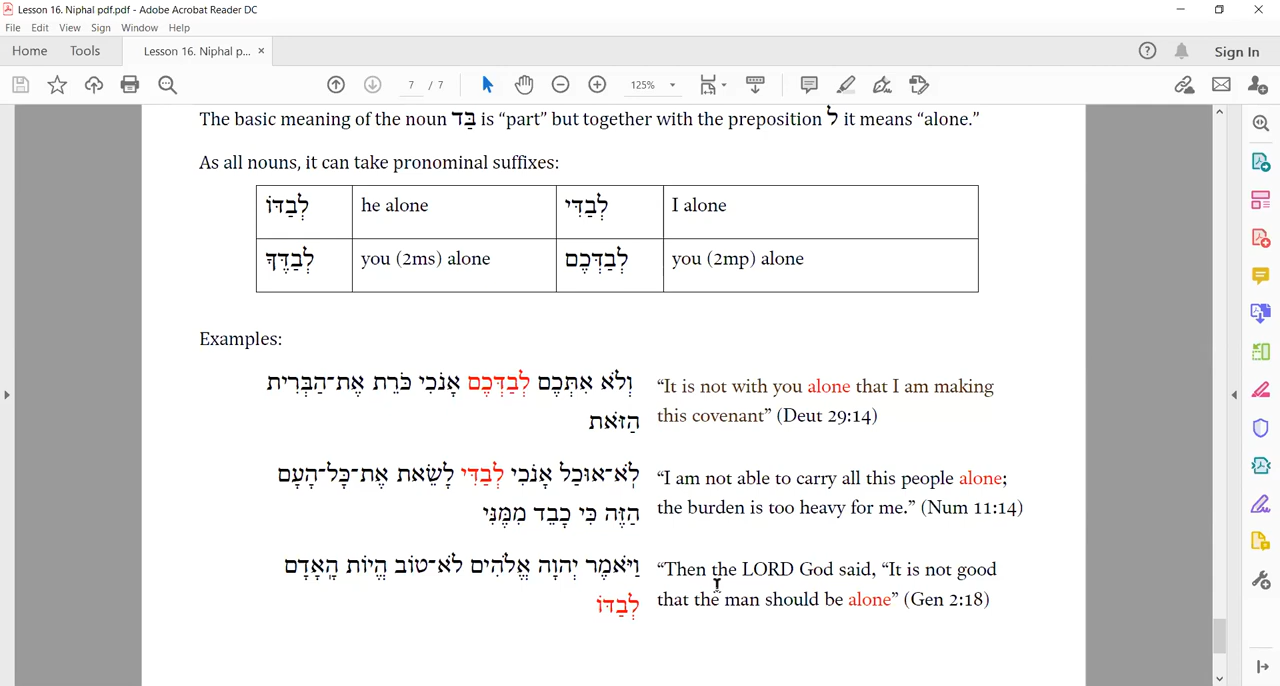 Lesson 16. Niphal pdf.pdf - Adobe Acrobat Reader DC
File Edit View Sign Window Help
Home Tools Lesson 16. Niphal p... × Sign In
7 / 7 125%
The basic meaning of the noun בַּד is “part” but together with the preposition ל it means “alone.”
As all nouns, it can take pronominal suffixes:
לְבַדּוֹ he alone לְבַדִּי I alone
לְבַדֶּךָ you (2ms) alone לְבַדְּכֶם you (2mp) alone
Examples:
וְלֹא אִתְּכֶם לְבַדְּכֶם אָנֹכִי כֹּרֵת אֶת־הַבְּרִית “It is not with you alone that I am making
הַזֹּאת this covenant” (Deut 29:14)
לֹא־אוּכַל אָנֹכִי לְבַדִּי לָשֵׂאת אֶת־כָּל־הָעָם “I am not able to carry all this people alone;
הַזֶּה כִּי כָבֵד מִמֶּנִּי the burden is too heavy for me.” (Num 11:14)
וַיֹּאמֶר יְהוָה אֱלֹהִים לֹא־טוֹב הֱיוֹת הָאָדָם “Then the LORD God said, “It is not good
לְבַדּוֹ that the man should be alone” (Gen 2:18)